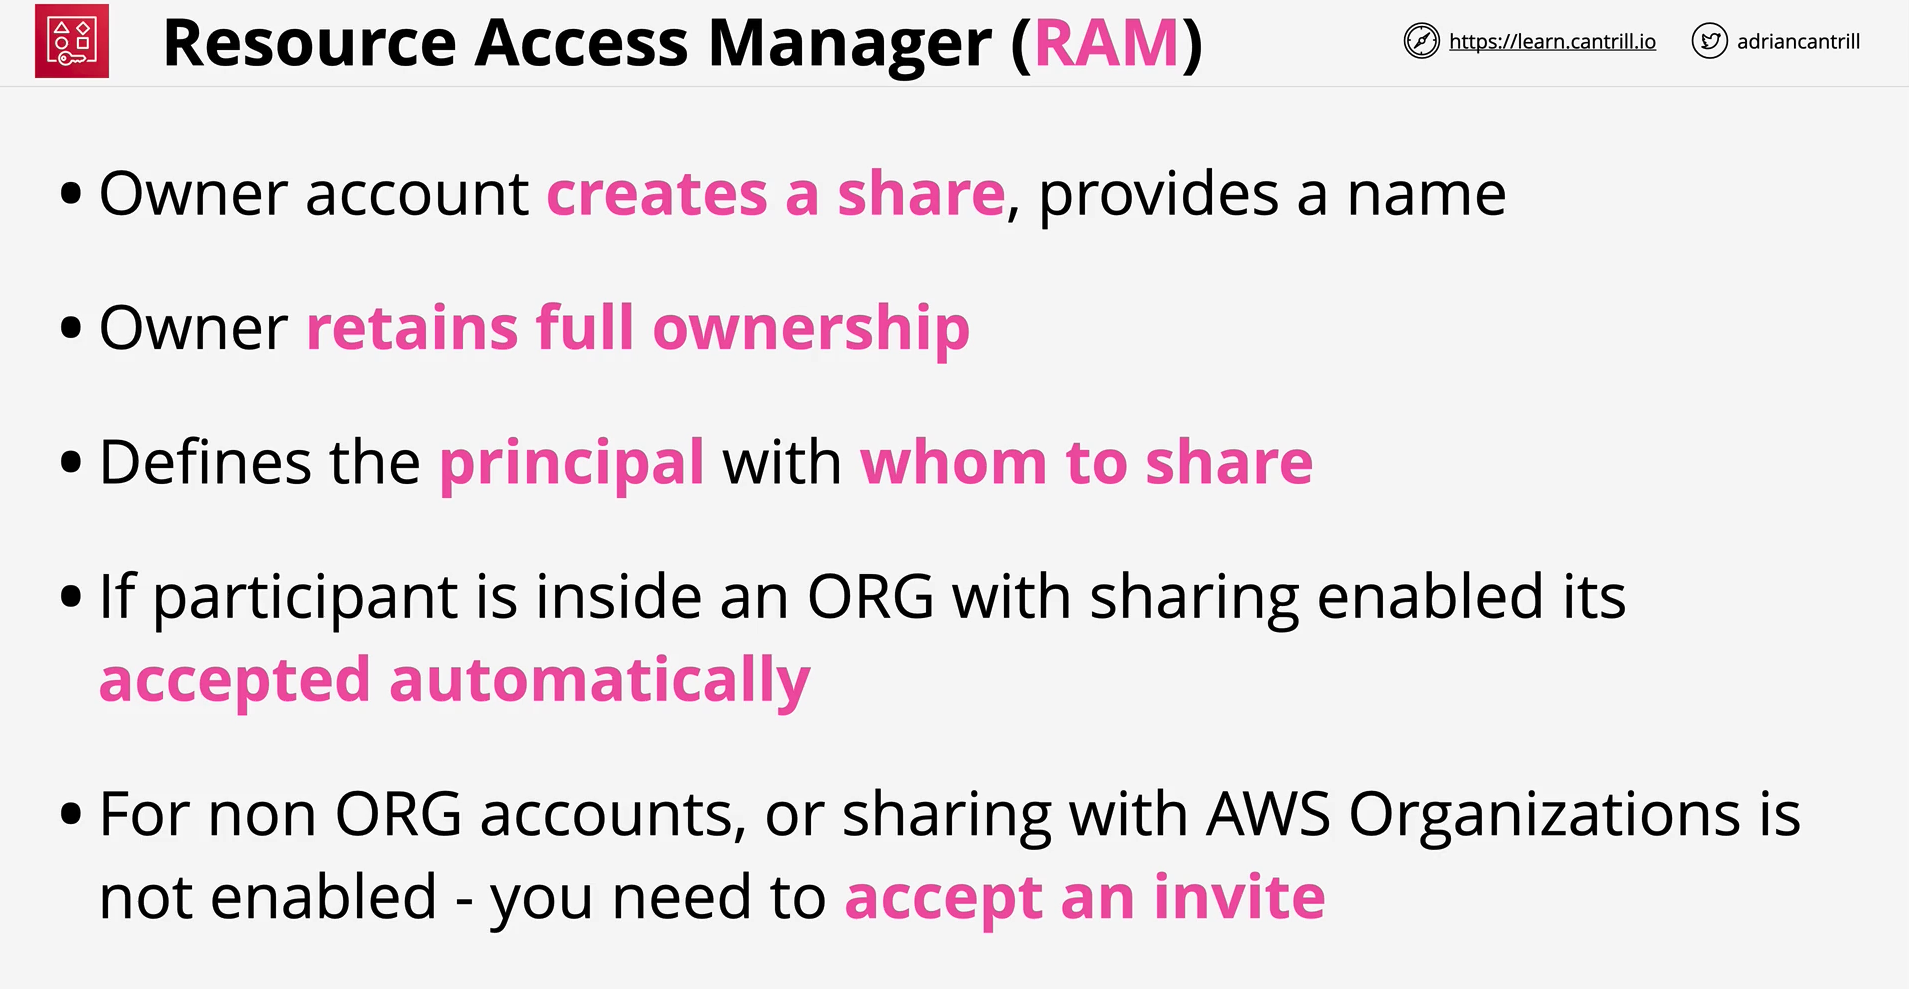 Resource Access Manager (RAM)
https://learn.cantrill.io
adriancantrill
• Owner account creates a share, provides a name
• Owner retains full ownership
• Defines the principal with whom to share
• If participant is inside an ORG with sharing enabled its
accepted automatically
• For non ORG accounts, or sharing with AWS Organizations is
not enabled - you need to accept an invite